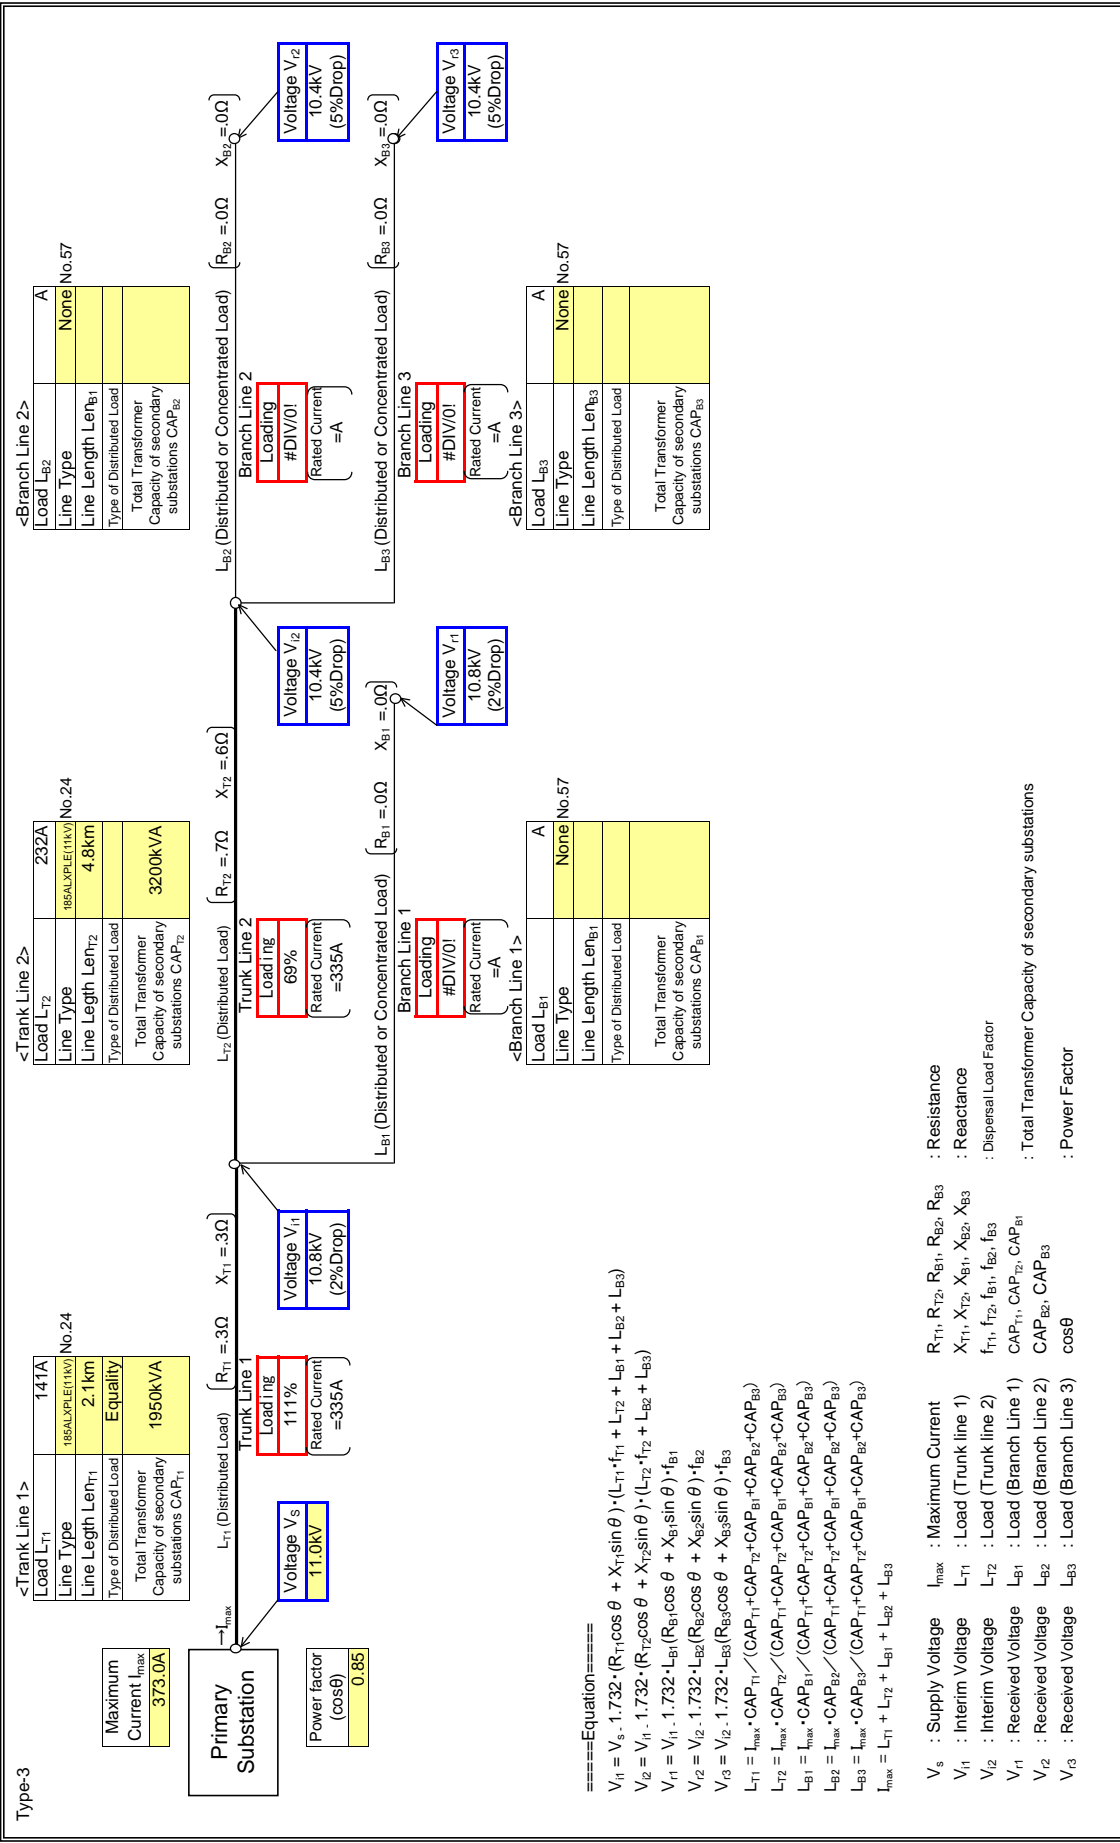 Type-3
Maximum
Current Imax
373.0A
Primary
Substation
Power factor
(cosθ)
0.85
→Imax
Voltage Vs
11.0kV
<Trank Line 1>
Load LT1 141A
Line Type 185ALXPLE(11kV) No.24
Line Legth LenT1 2.1km
Type of Distributed Load Equality
Total Transformer
Capacity of secondary
substations CAPT1
1950kVA
LT1 (Distributed Load)
RT1 =.3Ω XT1 =.3Ω
Trunk Line 1
Loading
111%
Rated Current
=335A
Voltage Vi1
10.8kV
(2%Drop)
<Trank Line 2>
Load LT2 232A
Line Type 185ALXPLE(11kV) No.24
Line Legth LenT2 4.8km
Type of Distributed Load
Total Transformer
Capacity of secondary
substations CAPT2
3200kVA
LT2 (Distributed Load)
RT2 =.7Ω XT2 =.6Ω
Trunk Line 2
Loading
69%
Rated Current
=335A
Voltage Vi2
10.4kV
(5%Drop)
LB1 (Distributed or Concentrated Load)
RB1 =.0Ω XB1 =.0Ω
Branch Line 1
Loading
#DIV/0!
Rated Current
=A
Voltage Vr1
10.8kV
(2%Drop)
<Branch Line 1>
Load LB1 A
Line Type None No.57
Line Length LenB1
Type of Distributed Load
Total Transformer
Capacity of secondary
substations CAPB1
<Branch Line 2>
Load LB2 A
Line Type None No.57
Line Length LenB1
Type of Distributed Load
Total Transformer
Capacity of secondary
substations CAPB2
LB2 (Distributed or Concentrated Load)
RB2 =.0Ω XB2 =.0Ω
Branch Line 2
Loading
#DIV/0!
Rated Current
=A
Voltage Vr2
10.4kV
(5%Drop)
LB3 (Distributed or Concentrated Load)
RB3 =.0Ω XB3 =.0Ω
Branch Line 3
Loading
#DIV/0!
Rated Current
=A
Voltage Vr3
10.4kV
(5%Drop)
<Branch Line 3>
Load LB3 A
Line Type None No.57
Line Length LenB3
Type of Distributed Load
Total Transformer
Capacity of secondary
substations CAPB3
=====Equation=====
Vi1 = Vs - 1.732・(RT1cosθ + XT1sinθ)・(LT1・fT1 + LT2 + LB1 + LB2 + LB3)
Vi2 = Vi1 - 1.732・(RT2cosθ + XT2sinθ)・(LT2・fT2 + LB2 + LB3)
Vr1 = Vi1 - 1.732・LB1(RB1cosθ + XB1sinθ)・fB1
Vr2 = Vi2 - 1.732・LB2(RB2cosθ + XB2sinθ)・fB2
Vr3 = Vi2 - 1.732・LB3(RB3cosθ + XB3sinθ)・fB3
LT1 = Imax・CAPT1／(CAPT1+CAPT2+CAPB1+CAPB2+CAPB3)
LT2 = Imax・CAPT2／(CAPT1+CAPT2+CAPB1+CAPB2+CAPB3)
LB1 = Imax・CAPB1／(CAPT1+CAPT2+CAPB1+CAPB2+CAPB3)
LB2 = Imax・CAPB2／(CAPT1+CAPT2+CAPB1+CAPB2+CAPB3)
LB3 = Imax・CAPB3／(CAPT1+CAPT2+CAPB1+CAPB2+CAPB3)
Imax = LT1 + LT2 + LB1 + LB2 + LB3
Vs : Supply Voltage Imax : Maximum Current RT1, RT2, RB1, RB2, RB3 : Resistance
Vi1 : Interim Voltage LT1 : Load (Trunk line 1) XT1, XT2, XB1, XB2, XB3 : Reactance
Vi2 : Interim Voltage LT2 : Load (Trunk line 2) fT1, fT2, fB1, fB2, fB3 : Dispersal Load Factor
Vr1 : Received Voltage LB1 : Load (Branch Line 1) CAPT1, CAPT2, CAPB1
Vr2 : Received Voltage LB2 : Load (Branch Line 2) CAPB2, CAPB3 : Total Transformer Capacity of secondary substations
Vr3 : Received Voltage LB3 : Load (Branch Line 3) cosθ : Power Factor